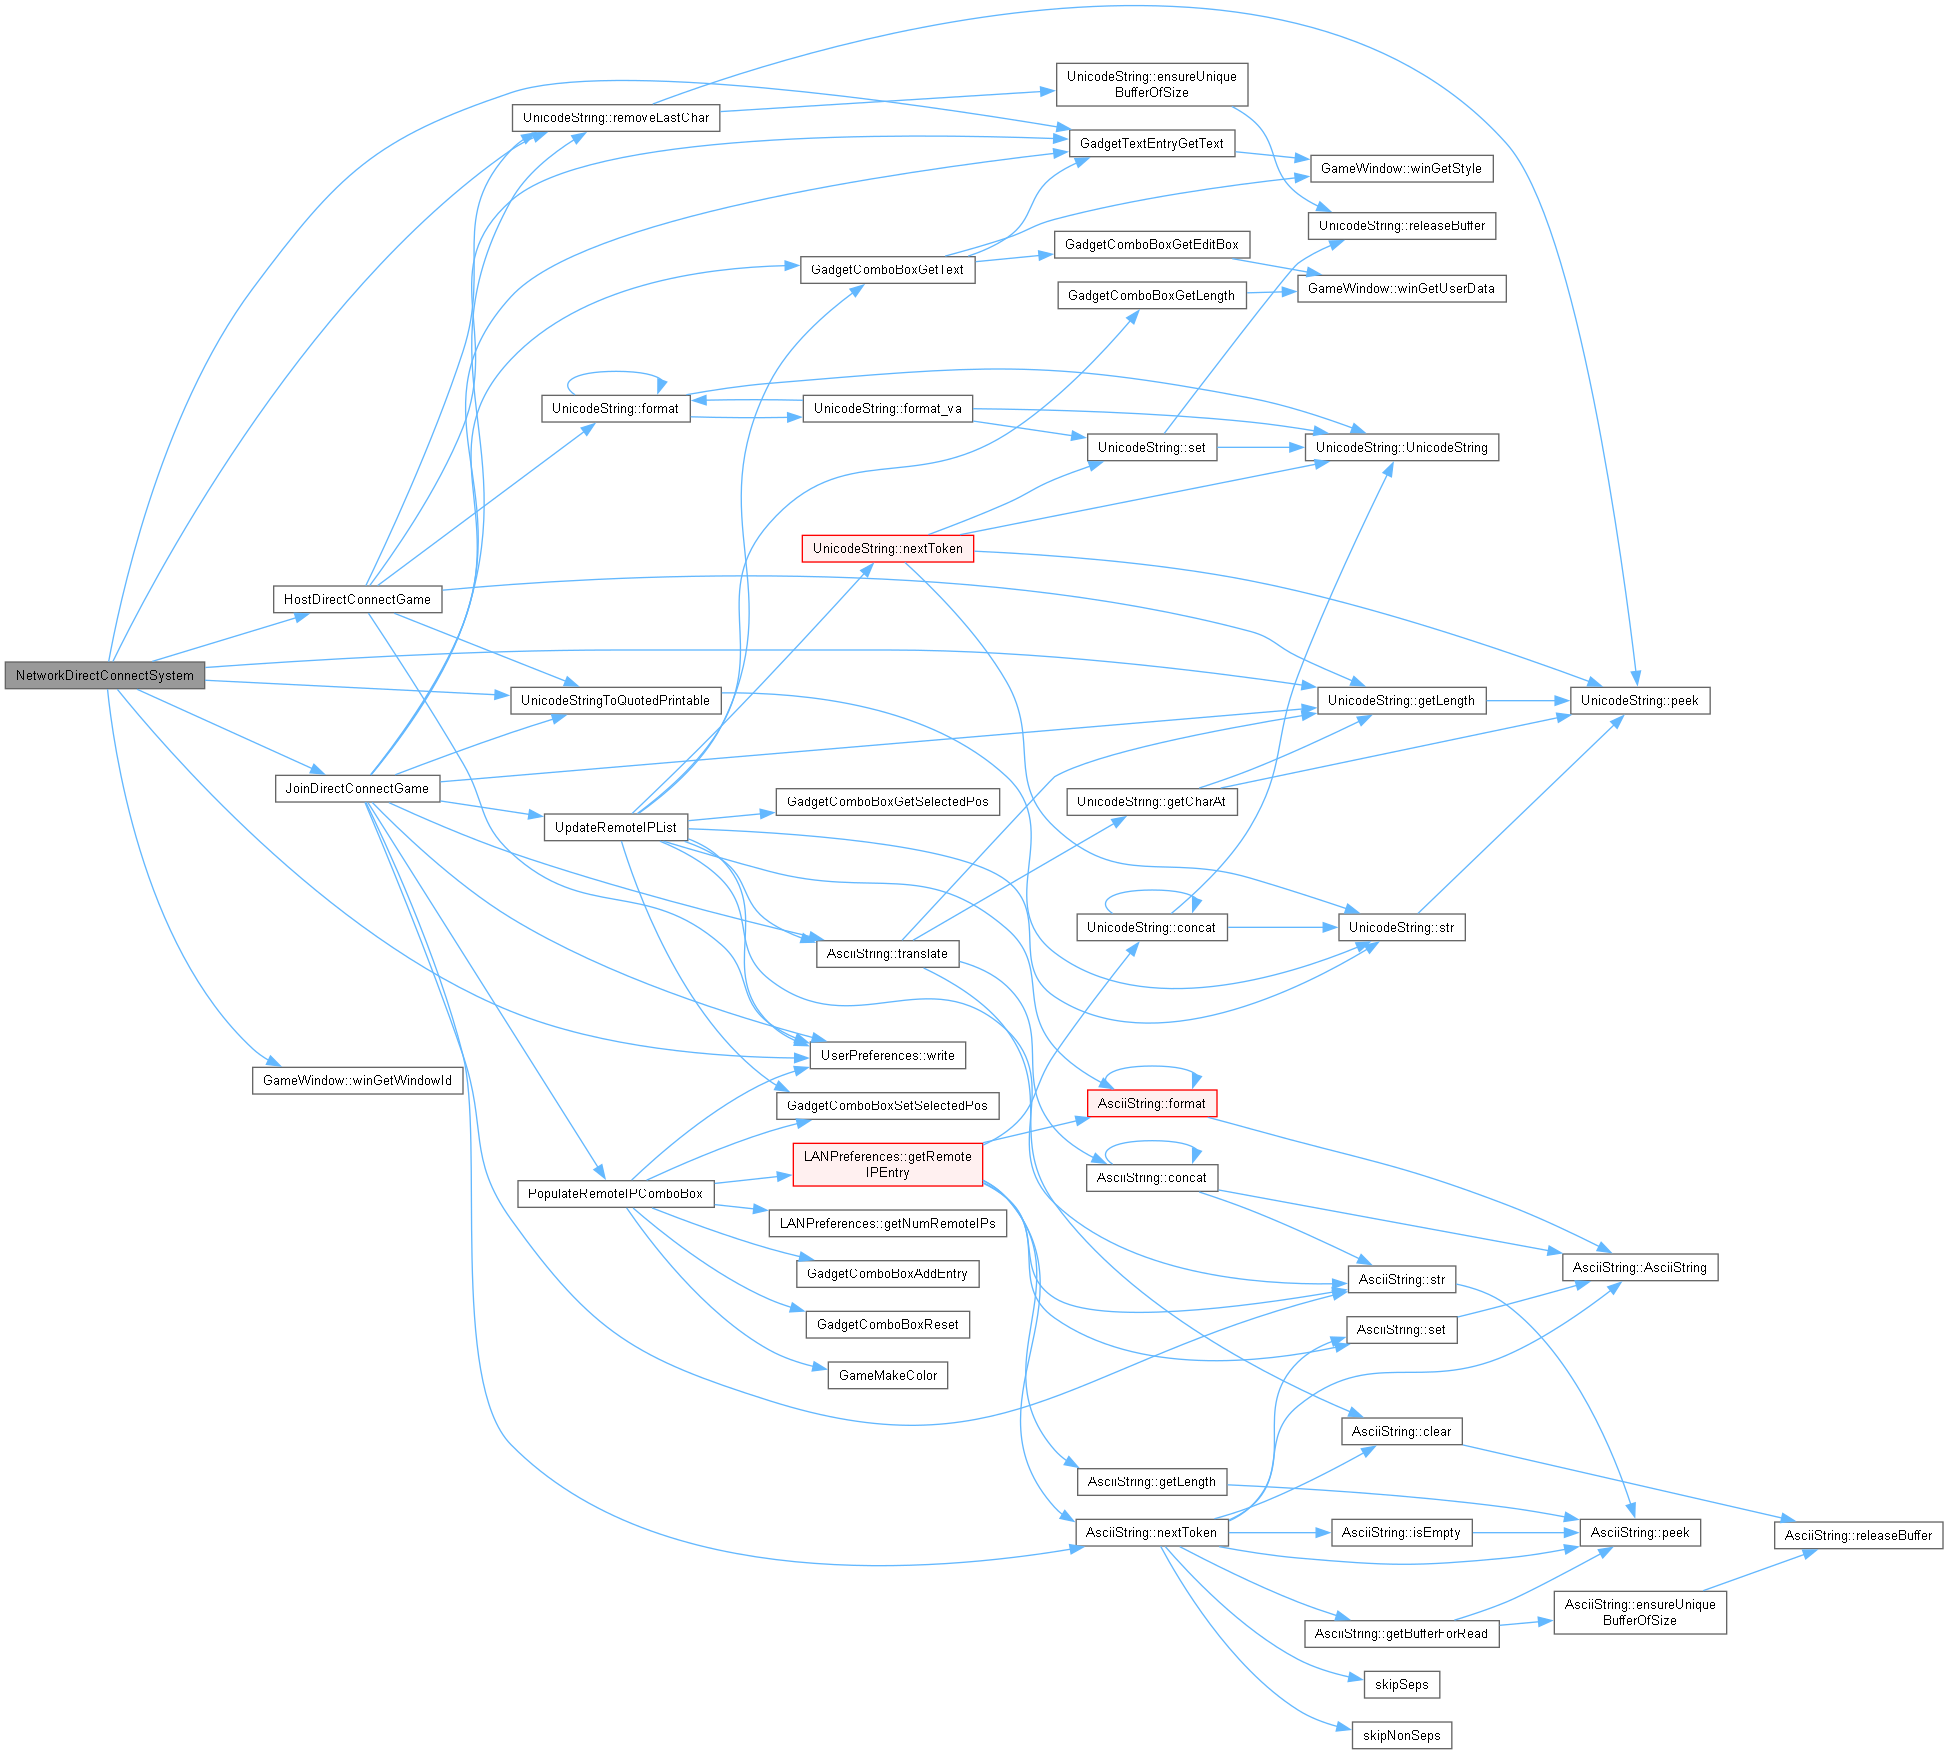 UnicodeString::ensureUnique
BufferOfSize
UnicodeString::removeLastChar
GadgetTextEntryGetText
GameWindow::winGetStyle
UnicodeString::releaseBuffer
GadgetComboBoxGetEditBox
GadgetComboBoxGetText
GameWindow::winGetUserData
GadgetComboBoxGetLength
UnicodeString::format
UnicodeString::format_va
UnicodeString::set
UnicodeString::UnicodeString
UnicodeString::nextToken
HostDirectConnectGame
NetworkDirectConnectSystem
UnicodeStringToQuotedPrintable
UnicodeString::getLength
UnicodeString::peek
JoinDirectConnectGame
GadgetComboBoxGetSelectedPos
UnicodeString::getCharAt
UpdateRemoteIPList
UnicodeString::concat
UnicodeString::str
AsciiString::translate
UserPreferences::write
GameWindow::winGetWindowId
GadgetComboBoxSetSelectedPos
AsciiString::format
LANPreferences::getRemote
IPEntry
AsciiString::concat
PopulateRemoteIPComboBox
LANPreferences::getNumRemoteIPs
AsciiString::AsciiString
GadgetComboBoxAddEntry
AsciiString::str
GadgetComboBoxReset
AsciiString::set
GameMakeColor
AsciiString::clear
AsciiString::getLength
AsciiString::nextToken
AsciiString::isEmpty
AsciiString::peek
AsciiString::releaseBuffer
AsciiString::ensureUnique
BufferOfSize
AsciiString::getBufferForRead
skipSeps
skipNonSeps